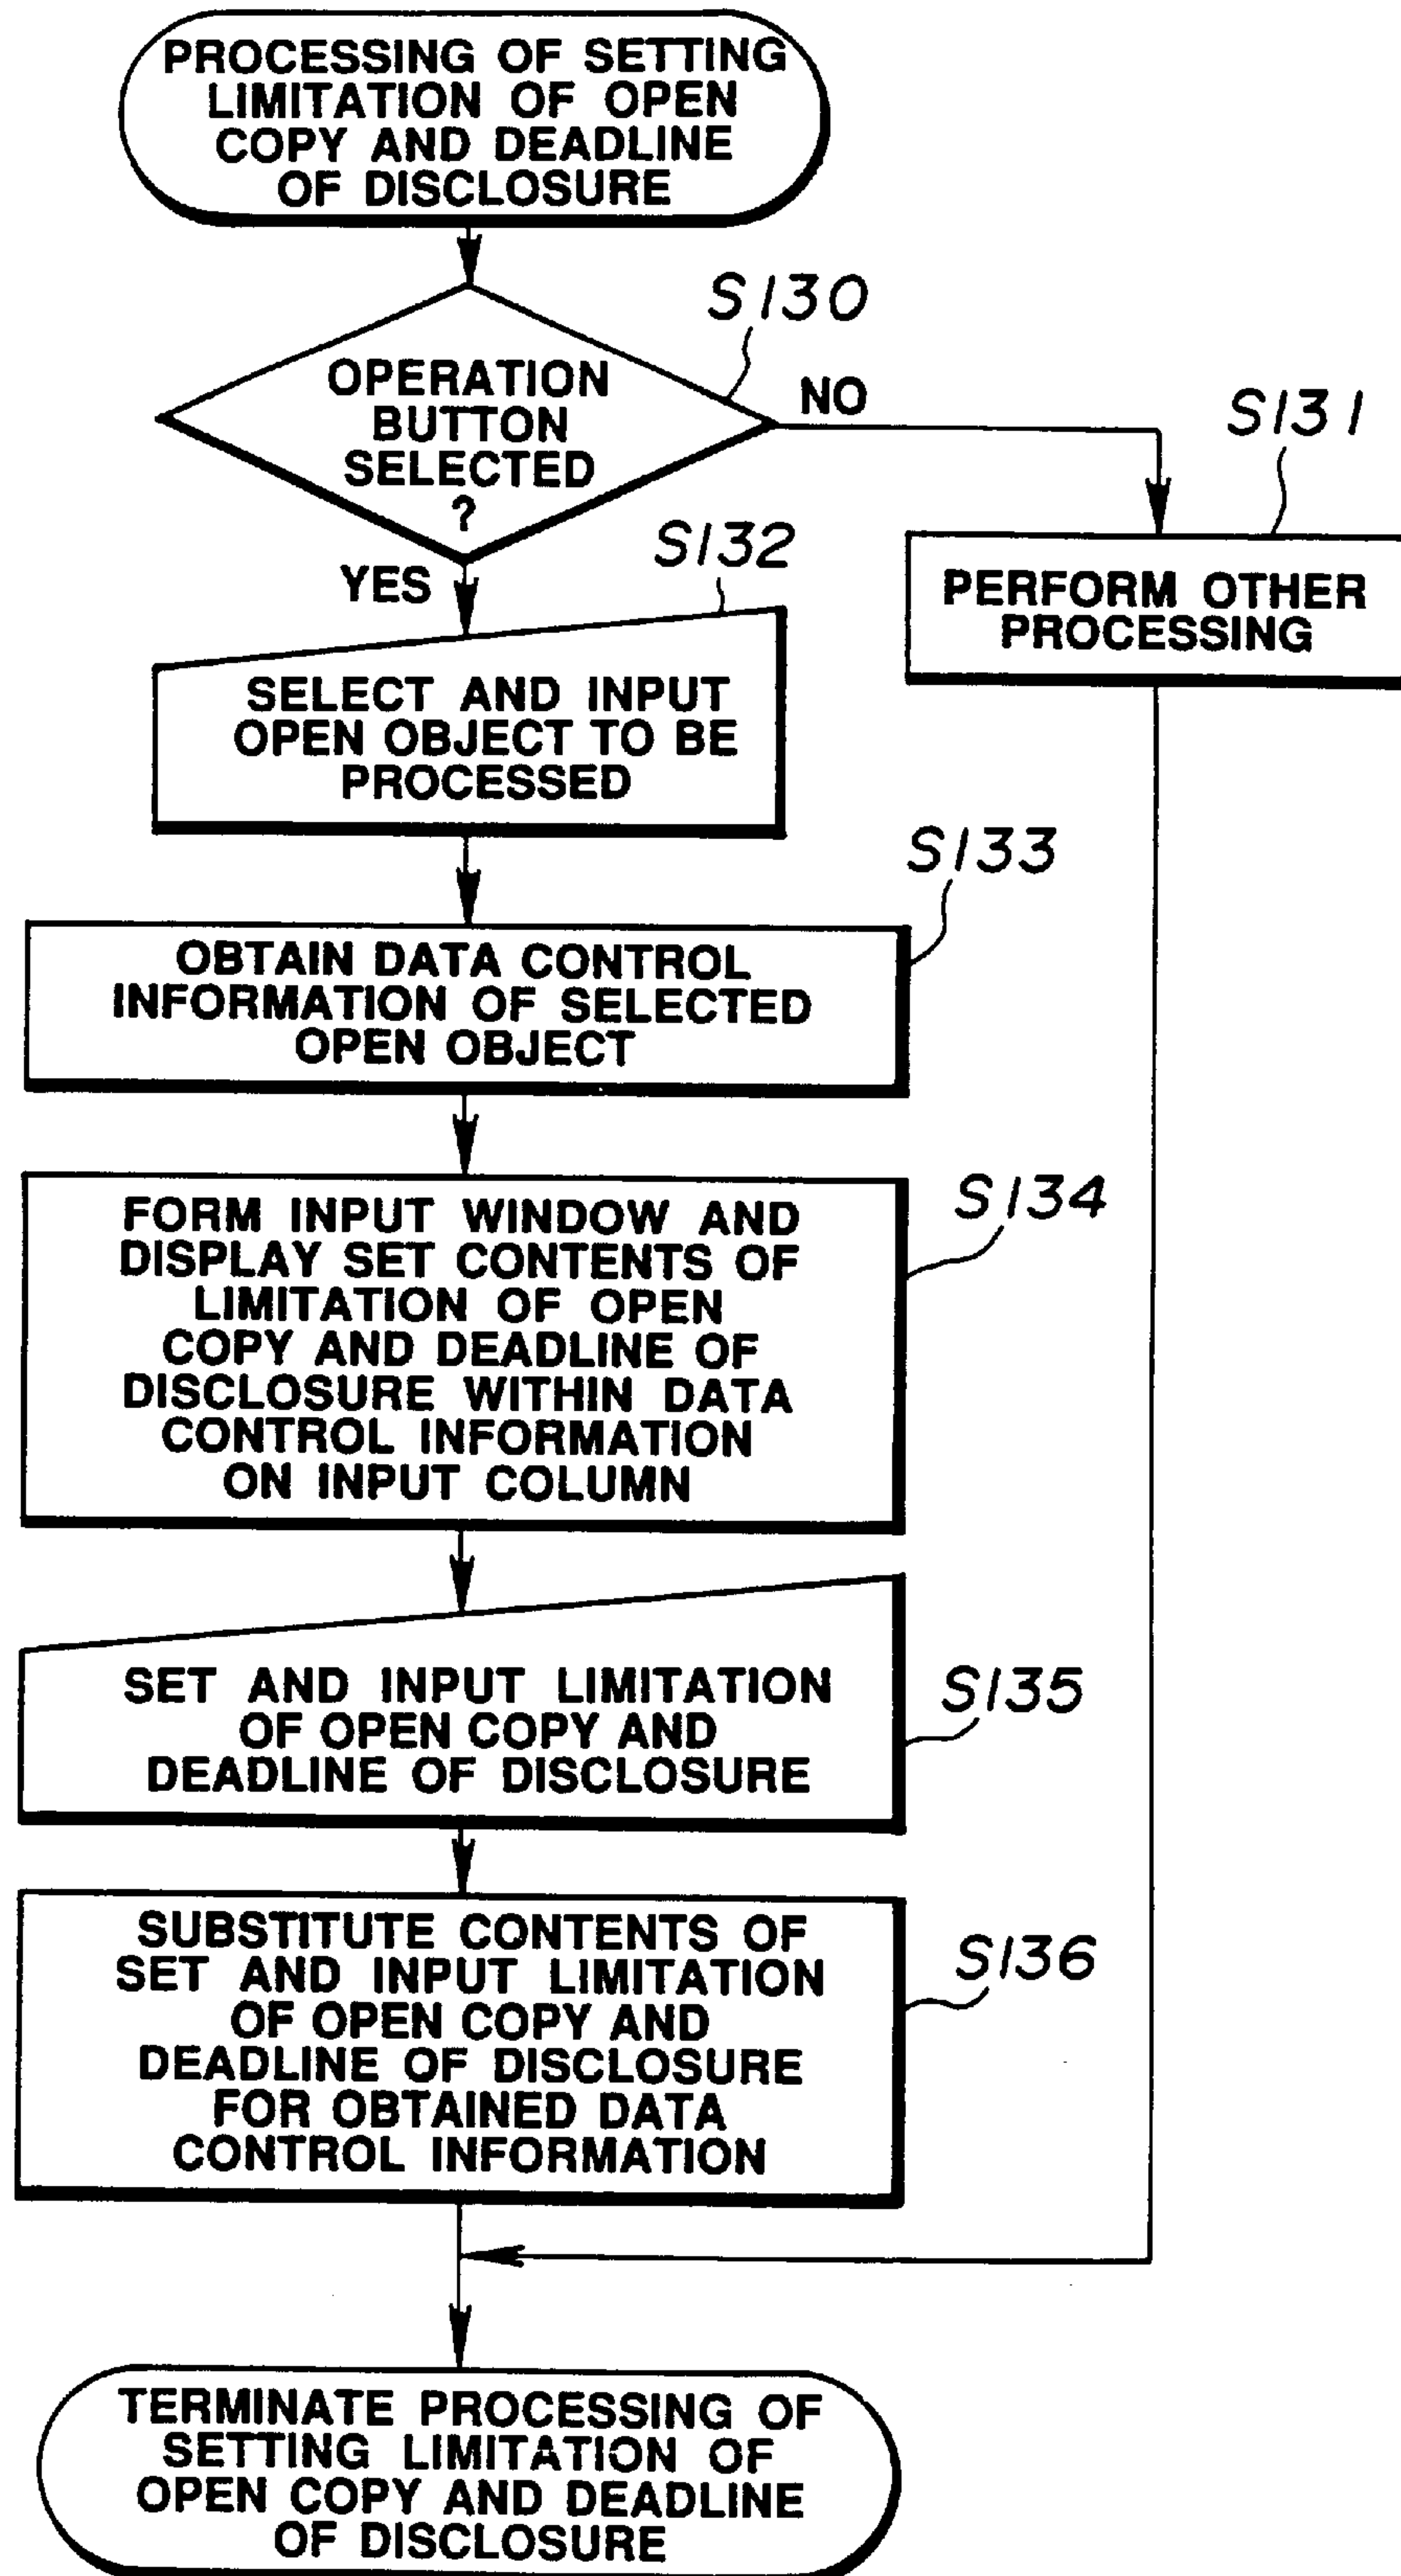 PROCESSING OF SETTING
LIMITATION OF OPEN
COPY AND DEADLINE
OF DISCLOSURE
S130
OPERATION
BUTTON
SELECTED
?
NO
S131
PERFORM OTHER
PROCESSING
YES
S132
SELECT AND INPUT
OPEN OBJECT TO BE
PROCESSED
S133
OBTAIN DATA CONTROL
INFORMATION OF SELECTED
OPEN OBJECT
S134
FORM INPUT WINDOW AND
DISPLAY SET CONTENTS OF
LIMITATION OF OPEN
COPY AND DEADLINE OF
DISCLOSURE WITHIN DATA
CONTROL INFORMATION
ON INPUT COLUMN
S135
SET AND INPUT LIMITATION
OF OPEN COPY AND
DEADLINE OF DISCLOSURE
S136
SUBSTITUTE CONTENTS OF
SET AND INPUT LIMITATION
OF OPEN COPY AND
DEADLINE OF DISCLOSURE
FOR OBTAINED DATA
CONTROL INFORMATION
TERMINATE PROCESSING OF
SETTING LIMITATION OF
OPEN COPY AND DEADLINE
OF DISCLOSURE